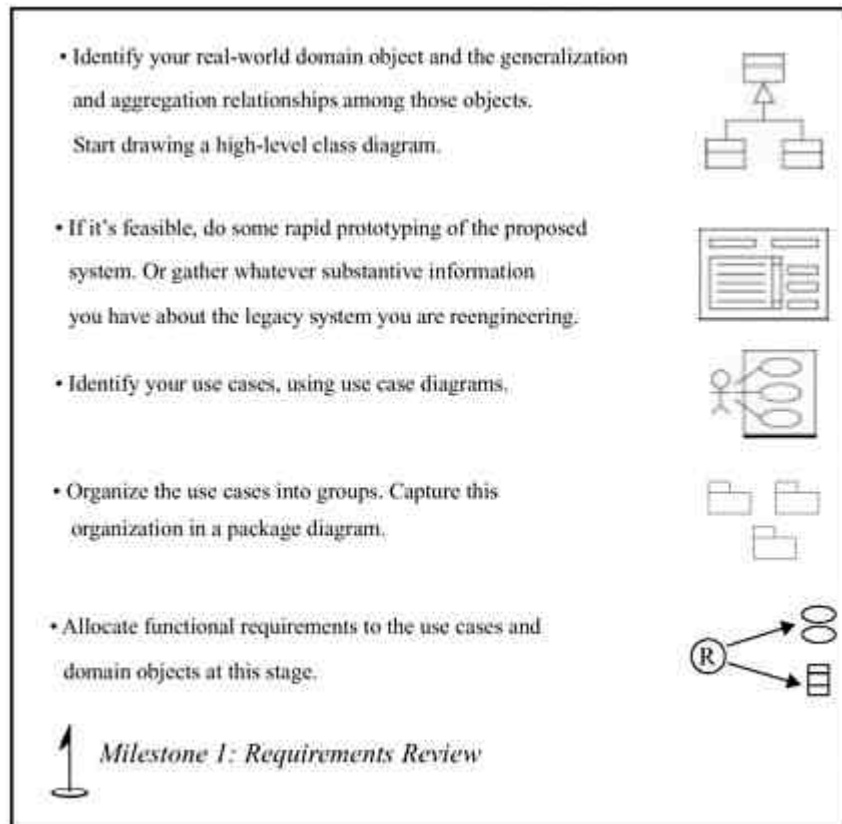 • Identify your real-world domain object and the generalization
and aggregation relationships among those objects.
Start drawing a high-level class diagram.
• If it's feasible, do some rapid prototyping of the proposed
system. Or gather whatever substantive information
you have about the legacy system you are reengineering.
• Identify your use cases, using use case diagrams.
• Organize the use cases into groups. Capture this
organization in a package diagram.
• Allocate functional requirements to the use cases and
domain objects at this stage.
R
Milestone 1: Requirements Review